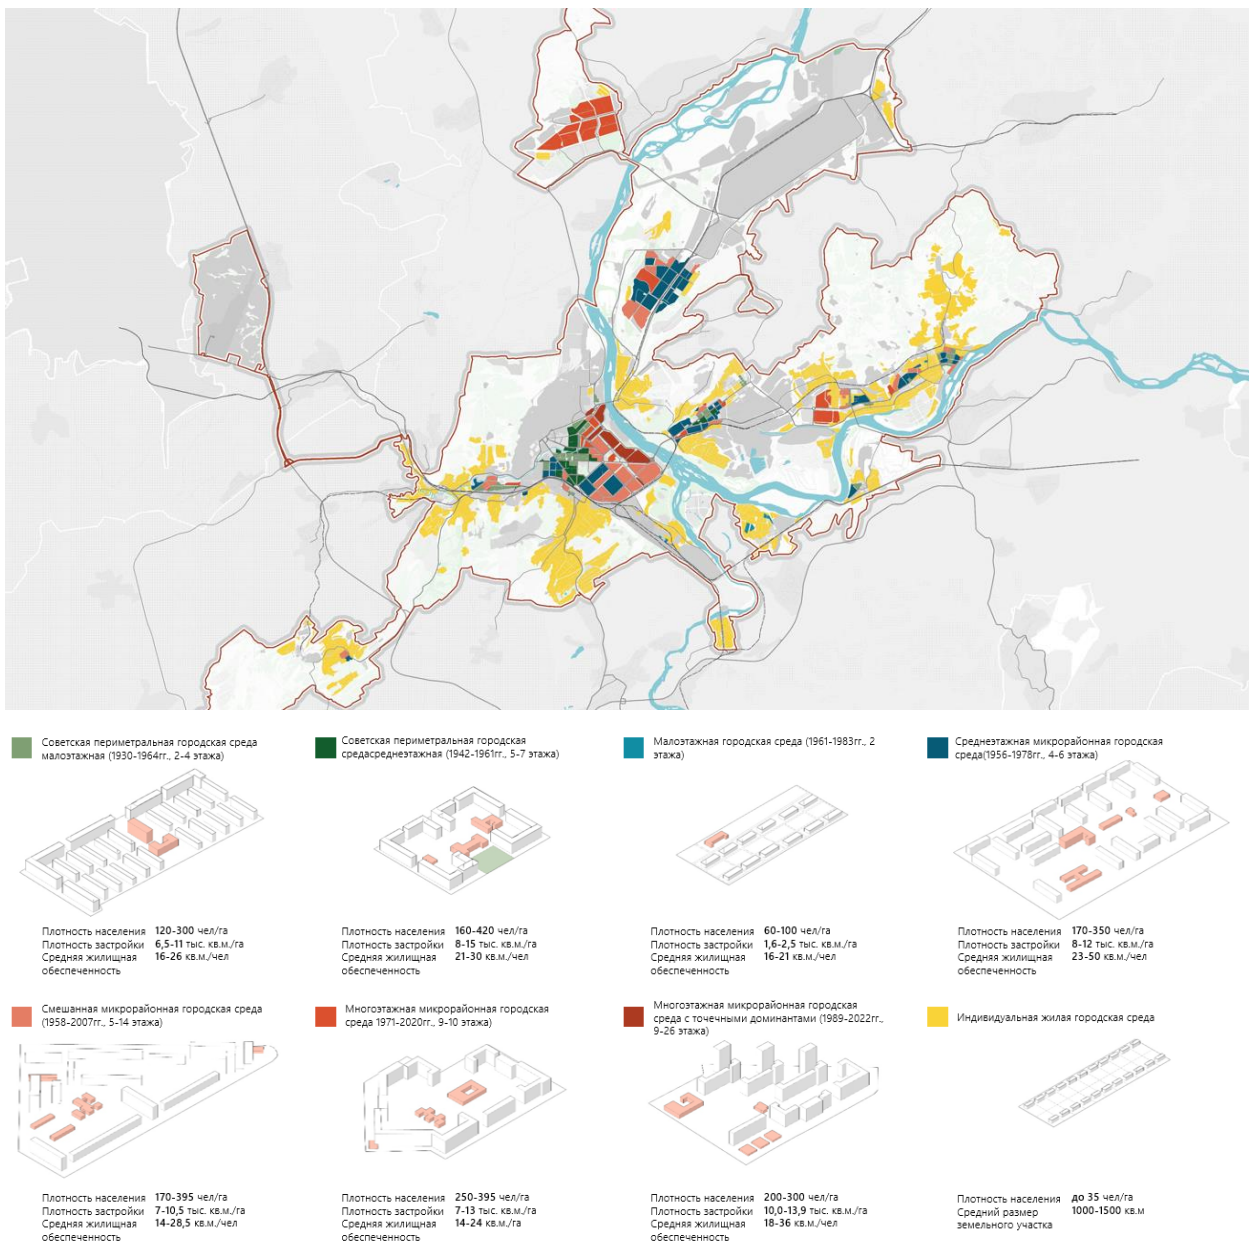 Советская периметральная городская среда
малоэтажная (1930-1964гг., 2-4 этажа)
Советская периметральная городская
средасреднеэтажная (1942-1961гг., 5-7 этажа)
Малоэтажная городская среда (1961-1983гг., 2
этажа)
Среднеэтажная микрорайонная городская
среда(1956-1978гг., 4-6 этажа)
Плотность населения 120-300 чел/га
Плотность застройки 6,5-11 тыс. кв.м./га
Средняя жилищная 16-26 кв.м./чел
обеспеченность
Плотность населения 160-420 чел/га
Плотность застройки 8-15 тыс. кв.м./га
Средняя жилищная 21-30 кв.м./чел
обеспеченность
Плотность населения 60-100 чел/га
Плотность застройки 1,6-2,5 тыс. кв.м./га
Средняя жилищная 16-21 кв.м./чел
обеспеченность
Плотность населения 170-350 чел/га
Плотность застройки 8-12 тыс. кв.м./га
Средняя жилищная 23-50 кв.м./чел
обеспеченность
Смешанная микрорайонная городская среда
(1958-2007гг., 5-14 этажа)
Многоэтажная микрорайонная городская
среда 1971-2020гг., 9-10 этажа)
Многоэтажная микрорайонная городская
среда с точечными доминантами (1989-2022гг.,
9-26 этажа)
Индивидуальная жилая городская среда
Плотность населения 170-395 чел/га
Плотность застройки 7-10,5 тыс. кв.м./га
Средняя жилищная 14-28,5 кв.м./чел
обеспеченность
Плотность населения 250-395 чел/га
Плотность застройки 7-13 тыс. кв.м./га
Средняя жилищная 14-24 кв.м./га
обеспеченность
Плотность населения 200-300 чел/га
Плотность застройки 10,0-13,9 тыс. кв.м./га
Средняя жилищная 18-36 кв.м./чел
обеспеченность
Плотность населения до 35 чел/га
Средний размер 1000-1500 кв.м
земельного участка